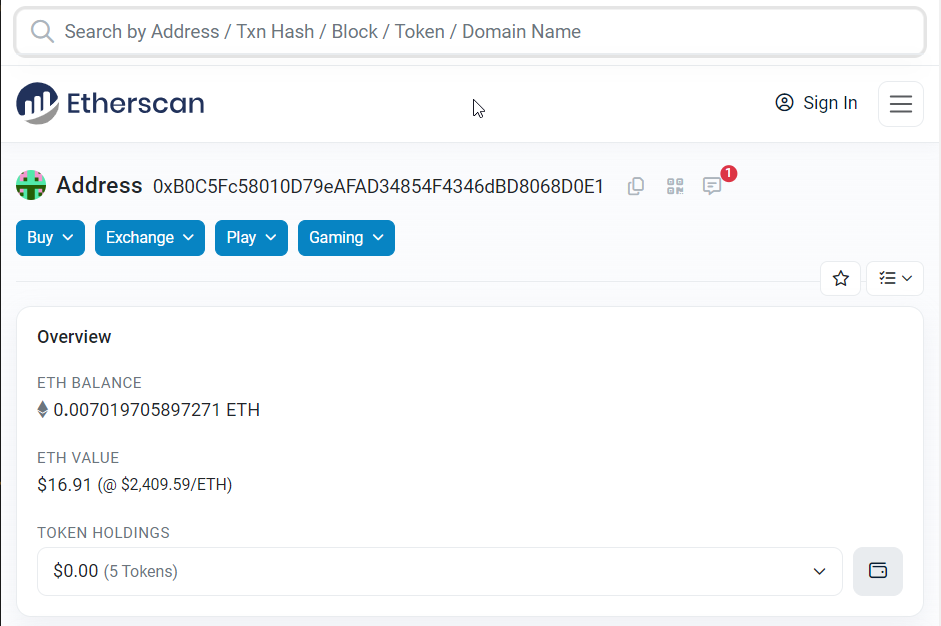 Search by Address / Txn Hash / Block / Token / Domain Name
Etherscan
Sign In
Address 0xB0C5Fc58010D79eAFAD34854F4346dBD8068D0E1
1
Buy Exchange Play Gaming
Overview
ETH BALANCE
0.007019705897271 ETH
ETH VALUE
$16.91 (@ $2,409.59/ETH)
TOKEN HOLDINGS
$0.00 (5 Tokens)